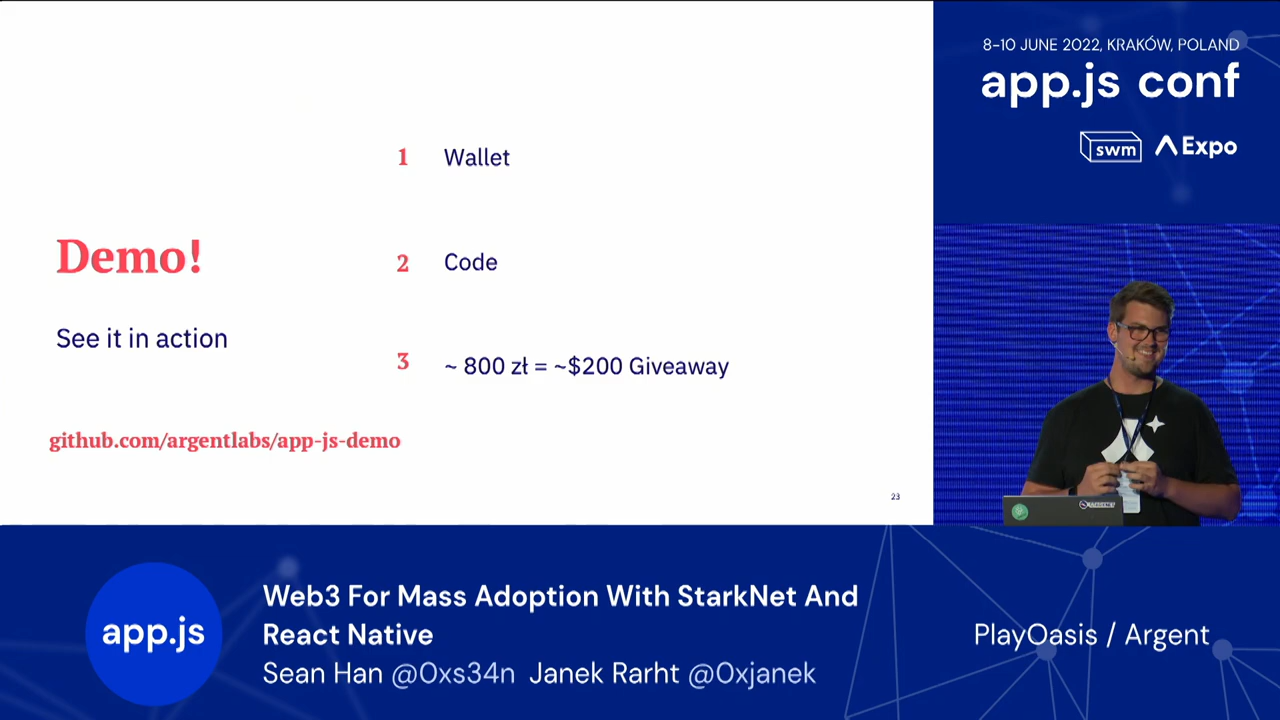 Demo!
See it in action
github.com/argentlabs/app-js-demo
1 Wallet
2 Code
3 ~ 800 zł = ~$200 Giveaway
23
8-10 JUNE 2022, KRAKÓW, POLAND
app.js conf
swm Expo
app.js
Web3 For Mass Adoption With StarkNet And
React Native
Sean Han @0xs34n Janek Rarht @0xjanek
PlayOasis / Argent